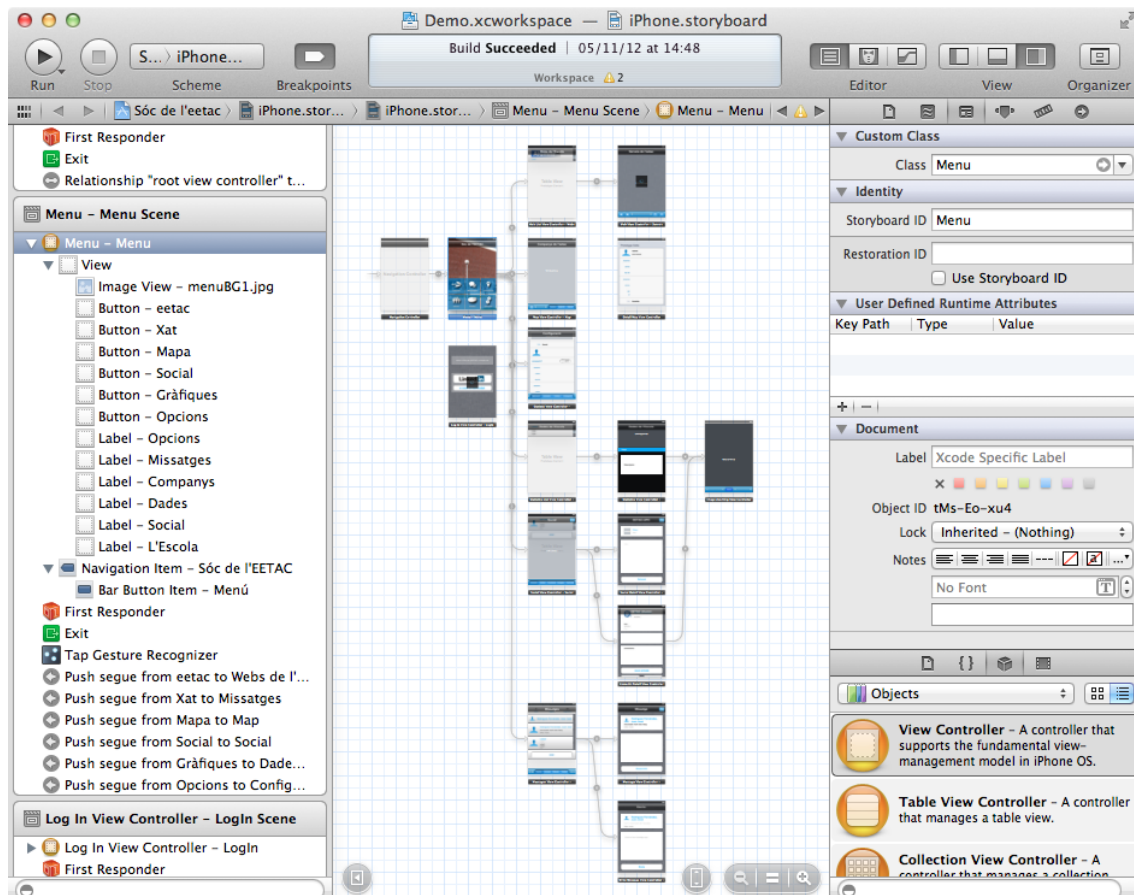 Demo.xcworkspace — iPhone.storyboard
Run
Stop
S... iPhone...
Scheme
Breakpoints
Build Succeeded | 05/11/12 at 14:48
Workspace 2
Editor
View
Organizer
Sóc de l'eetac
iPhone.stor...
iPhone.stor...
Menu – Menu Scene
Menu – Menu
First Responder
Exit
Relationship "root view controller" t...
Menu – Menu Scene
Menu – Menu
View
Image View – menuBG1.jpg
Button – eetac
Button – Xat
Button – Mapa
Button – Social
Button – Gràfiques
Button – Opcions
Label – Opcions
Label – Missatges
Label – Companys
Label – Dades
Label – Social
Label – L'Escola
Navigation Item – Sóc de l'EETAC
Bar Button Item – Menú
First Responder
Exit
Tap Gesture Recognizer
Push segue from eetac to Webs de l'...
Push segue from Xat to Missatges
Push segue from Mapa to Map
Push segue from Social to Social
Push segue from Gràfiques to Dade...
Push segue from Opcions to Config...
Log In View Controller – LogIn Scene
Log In View Controller – LogIn
First Responder
Custom Class
Class Menu
Identity
Storyboard ID Menu
Restoration ID
Use Storyboard ID
User Defined Runtime Attributes
Key Path Type Value
Document
Label Xcode Specific Label
Object ID tMs-Eo-xu4
Lock Inherited - (Nothing)
Notes
No Font
Objects
View Controller – A controller that
supports the fundamental view-
management model in iPhone OS.
Table View Controller – A controller
that manages a table view.
Collection View Controller – A
controller that manages a collection